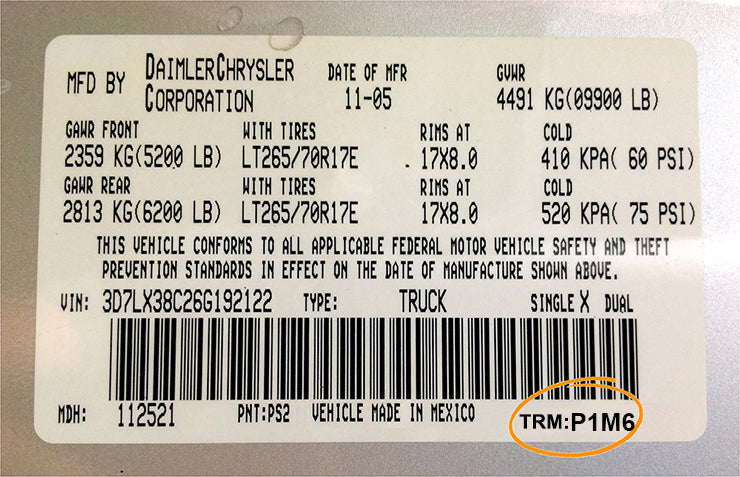 MFD BY DAIMLERCHRYSLER CORPORATION DATE OF MFR 11-05 GVWR 4491 KG(09900 LB)
GAWR FRONT WITH TIRES RIMS AT COLD
2359 KG(5200 LB) LT265/70R17E 17X8.0 410 KPA( 60 PSI)
GAWR REAR WITH TIRES RIMS AT COLD
2813 KG(6200 LB) LT265/70R17E 17X8.0 520 KPA( 75 PSI)
THIS VEHICLE CONFORMS TO ALL APPLICABLE FEDERAL MOTOR VEHICLE SAFETY AND THEFT
PREVENTION STANDARDS IN EFFECT ON THE DATE OF MANUFACTURE SHOWN ABOVE.
VIN: 3D7LX38C26G192122 TYPE: TRUCK SINGLE X DUAL
MDH: 112521 PNT:PS2 VEHICLE MADE IN MEXICO TRM:P1M6